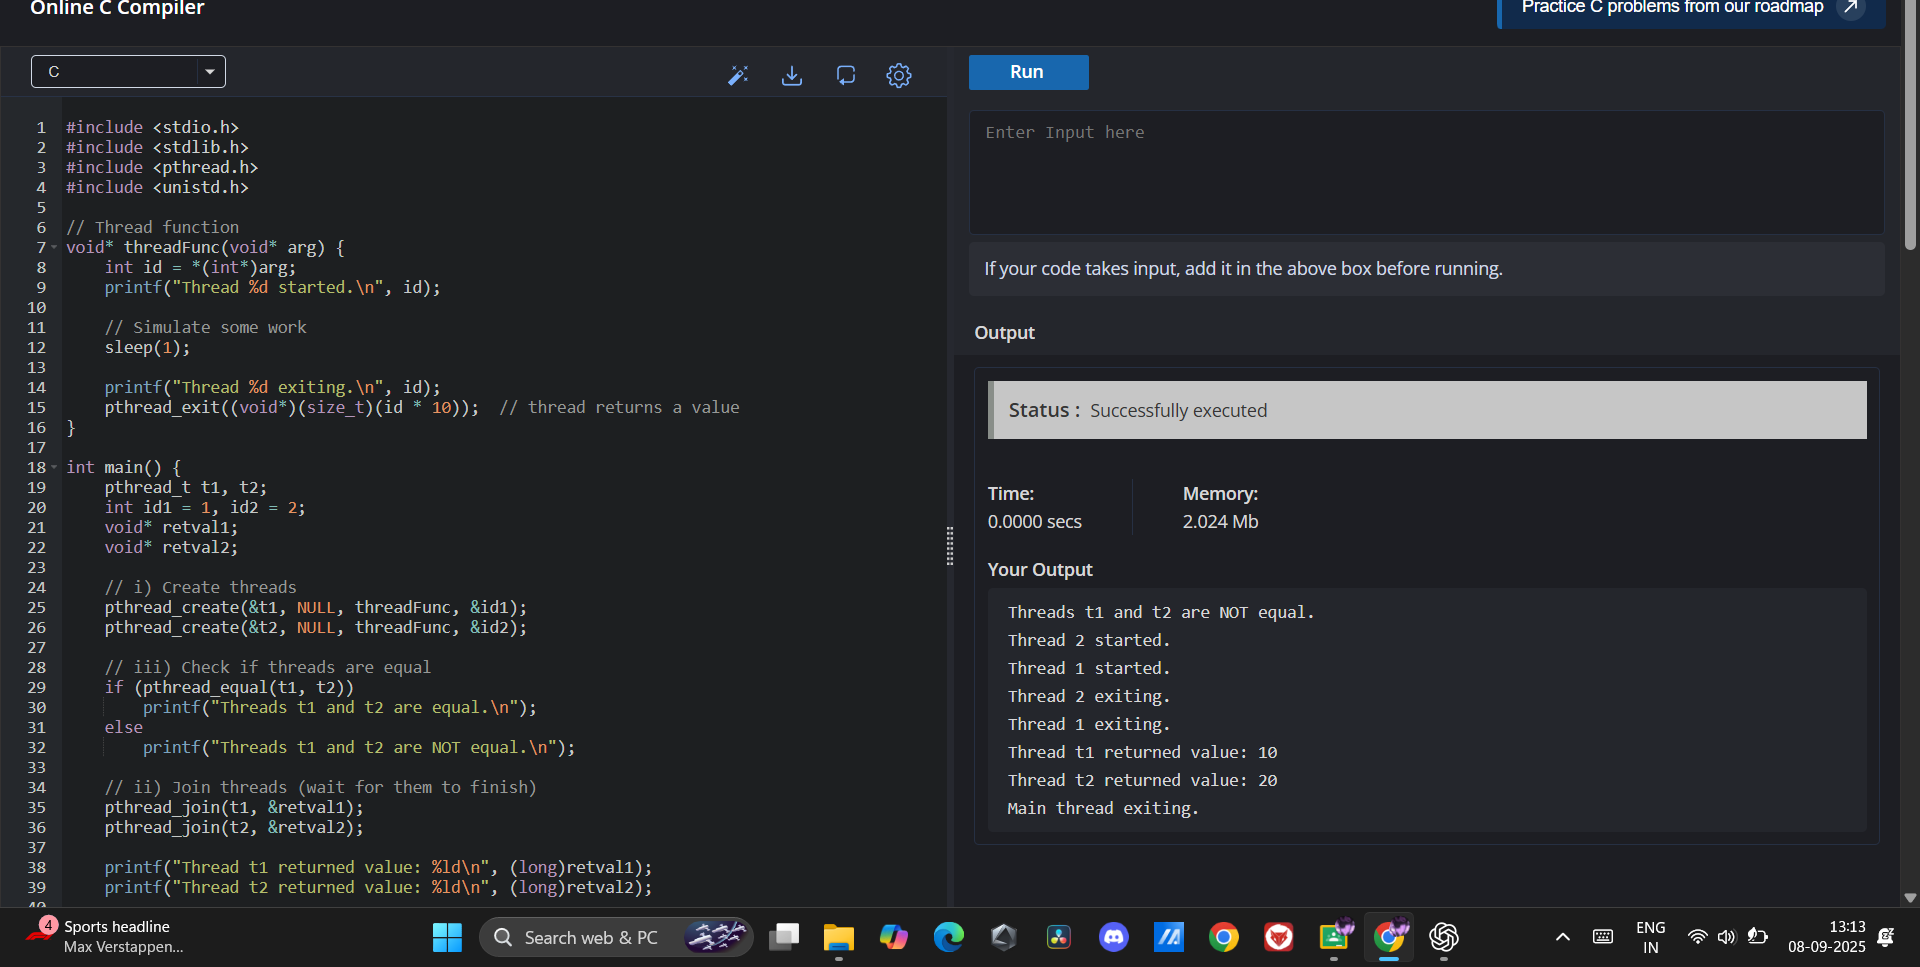 Online C Compiler
Practice C problems from our roadmap
C
Run
1 #include <stdio.h>
2 #include <stdlib.h>
3 #include <pthread.h>
4 #include <unistd.h>
5
6 // Thread function
7 void* threadFunc(void* arg) {
8     int id = *(int*)arg;
9     printf("Thread %d started.\n", id);
10
11     // Simulate some work
12     sleep(1);
13
14     printf("Thread %d exiting.\n", id);
15     pthread_exit((void*)(size_t)(id * 10));  // thread returns a value
16 }
17
18 int main() {
19     pthread_t t1, t2;
20     int id1 = 1, id2 = 2;
21     void* retval1;
22     void* retval2;
23
24     // i) Create threads
25     pthread_create(&t1, NULL, threadFunc, &id1);
26     pthread_create(&t2, NULL, threadFunc, &id2);
27
28     // iii) Check if threads are equal
29     if (pthread_equal(t1, t2))
30         printf("Threads t1 and t2 are equal.\n");
31     else
32         printf("Threads t1 and t2 are NOT equal.\n");
33
34     // ii) Join threads (wait for them to finish)
35     pthread_join(t1, &retval1);
36     pthread_join(t2, &retval2);
37
38     printf("Thread t1 returned value: %ld\n", (long)retval1);
39     printf("Thread t2 returned value: %ld\n", (long)retval2);
40
Enter Input here
If your code takes input, add it in the above box before running.
Output
Status : Successfully executed
Time: Memory:
0.0000 secs 2.024 Mb
Your Output
Threads t1 and t2 are NOT equal.
Thread 2 started.
Thread 1 started.
Thread 2 exiting.
Thread 1 exiting.
Thread t1 returned value: 10
Thread t2 returned value: 20
Main thread exiting.
4
Sports headline
Max Verstappen...
Search web & PC
ENG
IN
13:13
08-09-2025